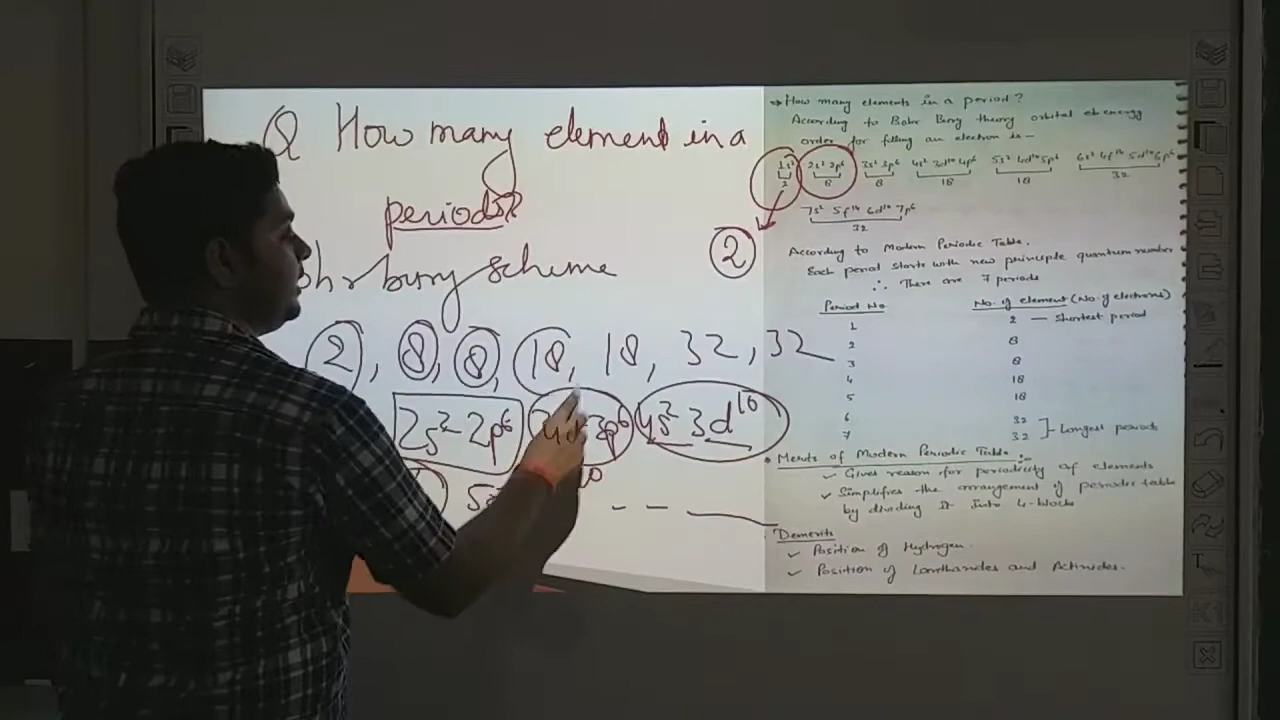 Q How many element in a
periods?
ohr bury scheme
2, 8, 8, 18, 18, 32, 32
2s² 2p⁶ 3p⁶ 4s² 3d¹⁰
2
→ How many elements in a period?
According to Bohr Bury theory orbital energy
order for filling an electron is —
1s² 2s² 2p⁶ 3s² 3p⁶ 4s² 3d¹⁰ 4p⁶ 5s² 4d¹⁰ 5p⁶ 6s² 4f¹⁴ 5d¹⁰ 6p⁶
2 8 8 18 18 32
7s² 5f¹⁴ 6d¹⁰ 7p⁶
32
According to Modern Periodic Table.
Each period starts with new principle quantum number
∴ There are 7 periods
Period No No. of element (No. of electrons)
1 2 — Shortest period
2 8
3 8
4 18
5 18
6 32
7 32 ] Longest periods
• Merits of Modern Periodic Table :-
✓ Gives reason for periodicity of elements
✓ Simplifies the arrangement of periodic table
by dividing it into 4-blocks
Demerits
✓ Position of Hydrogen.
✓ Position of Lanthanides and Actinides.